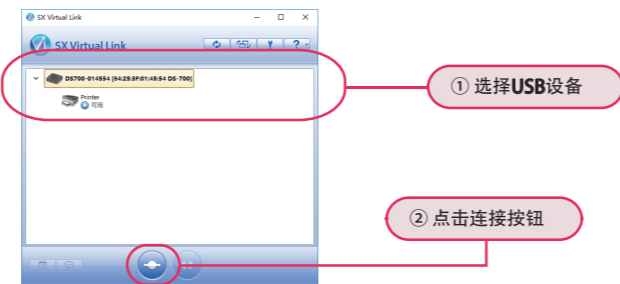 SX Virtual Link
SX Virtual Link
DS700-014554 [84:25:3F:01:45:54 DS-700]
Printer
可用
① 选择USB设备
② 点击连接按钮